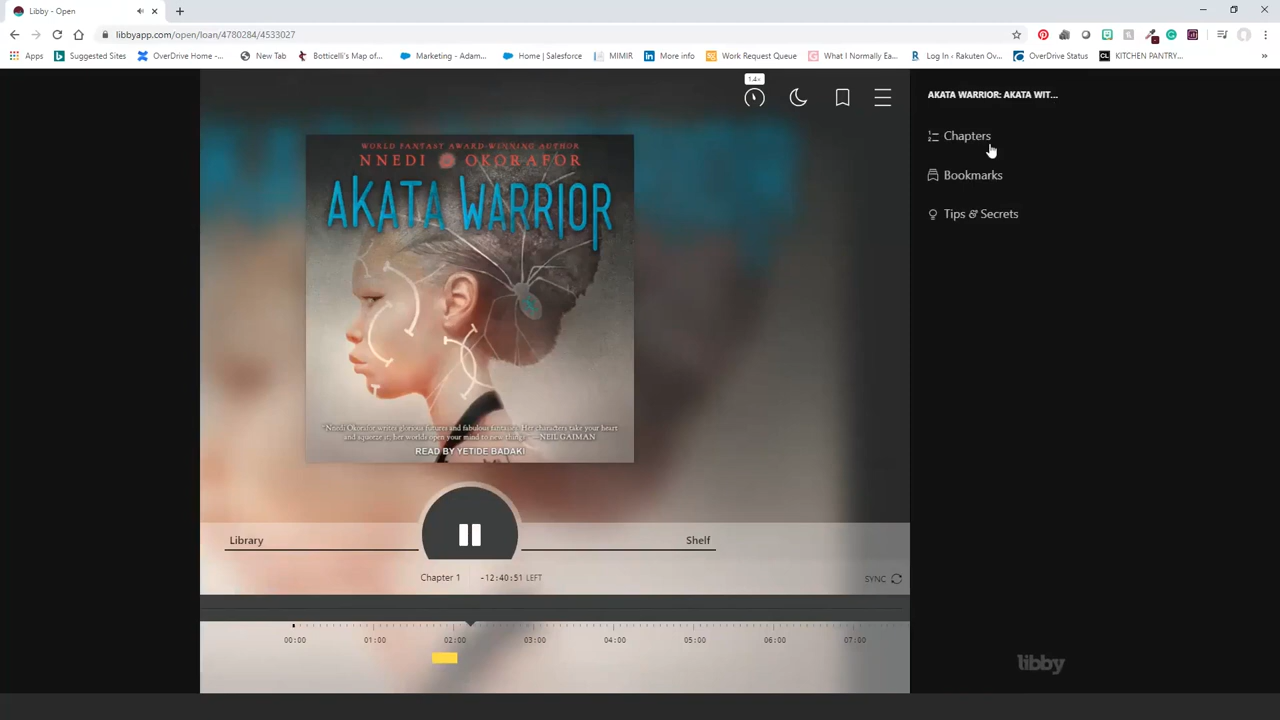 Libby - Open
libbyapp.com/open/loan/4780284/4533027
Apps
Suggested Sites
OverDrive Home -...
New Tab
Botticelli's Map of...
Marketing - Adam...
Home | Salesforce
MIMIR
More info
Work Request Queue
What I Normally Ea...
Log In ‹ Rakuten Ov...
OverDrive Status
KITCHEN PANTRY...
»
1.4×
AKATA WARRIOR: AKATA WIT...
Chapters
Bookmarks
Tips & Secrets
WORLD FANTASY AWARD-WINNING AUTHOR
NNEDI OKORAFOR
AKATA WARRIOR
"Nnedi Okorafor writes glorious futures and fabulous fantasies. Her characters take your heart
and squeeze it; her worlds open your mind to new things." —NEIL GAIMAN
READ BY YETIDE BADAKI
Library
Shelf
Chapter 1
-12:40:51 LEFT
SYNC
00:00 01:00 02:00 03:00 04:00 05:00 06:00 07:00
libby